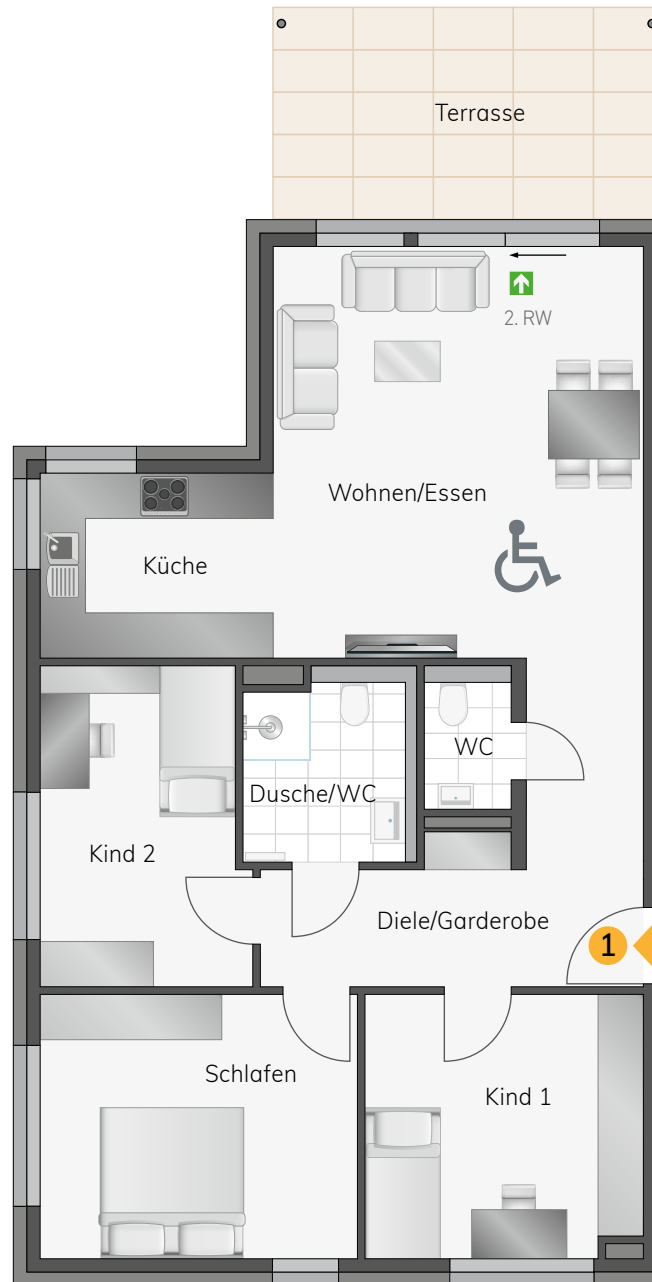 Terrasse
2. RW
Wohnen/Essen
Küche
WC
Dusche/WC
Kind 2
Diele/Garderobe
1
Schlafen
Kind 1